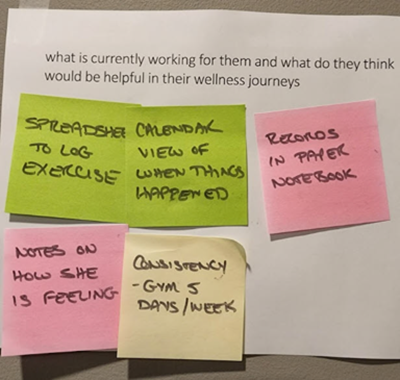 what is currently working for them and what do they think
would be helpful in their wellness journeys
SPREADSHEE
TO LOG
EXERCISE
CALENDAR
VIEW OF
WHEN THINGS
HAPPENED
RECORDS
IN PAPER
NOTEBOOK
NOTES ON
HOW SHE
IS FEELING
CONSISTENCY
- GYM 5
DAYS/WEEK